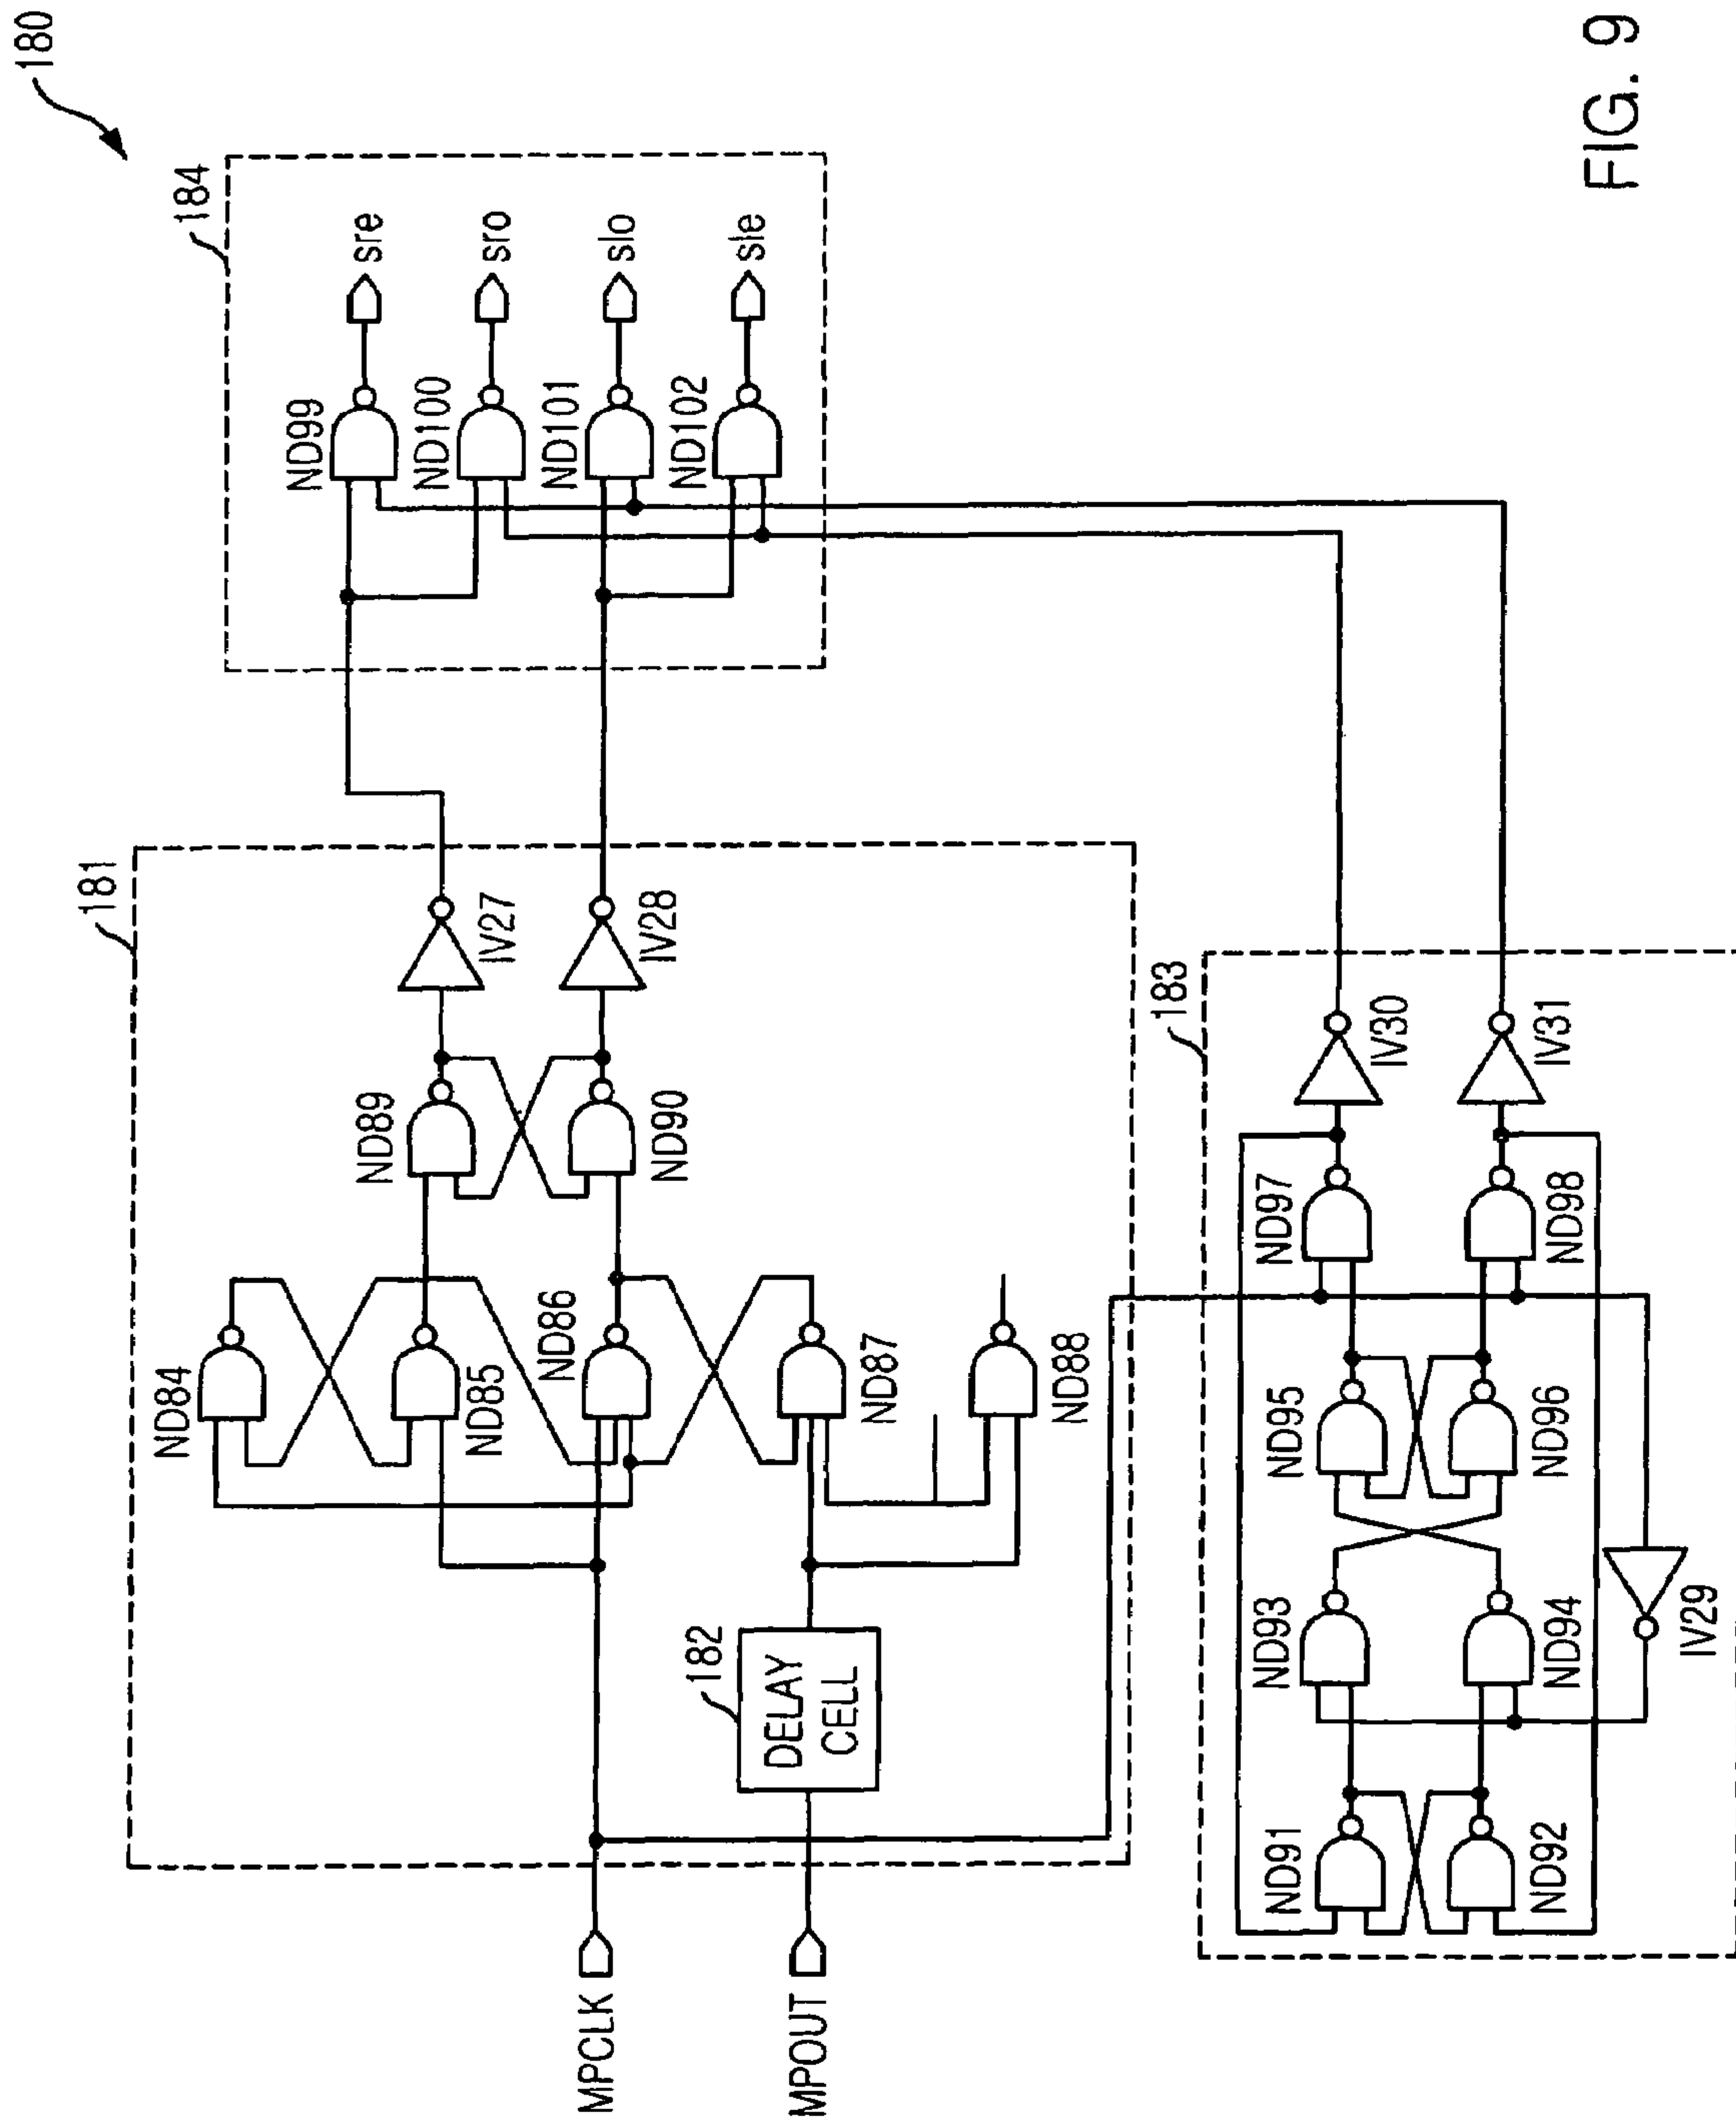 180
184
sre
ND99
sro
ND100
slo
ND101
sle
ND102
181
IV27
IV28
ND89
ND90
ND84
ND85
ND86
ND87
ND88
182
DELAY
CELL
MPCLK
MPOUT
183
IV30
IV31
ND97
ND98
ND95
ND96
ND93
ND94
IV29
ND91
ND92
FIG. 9